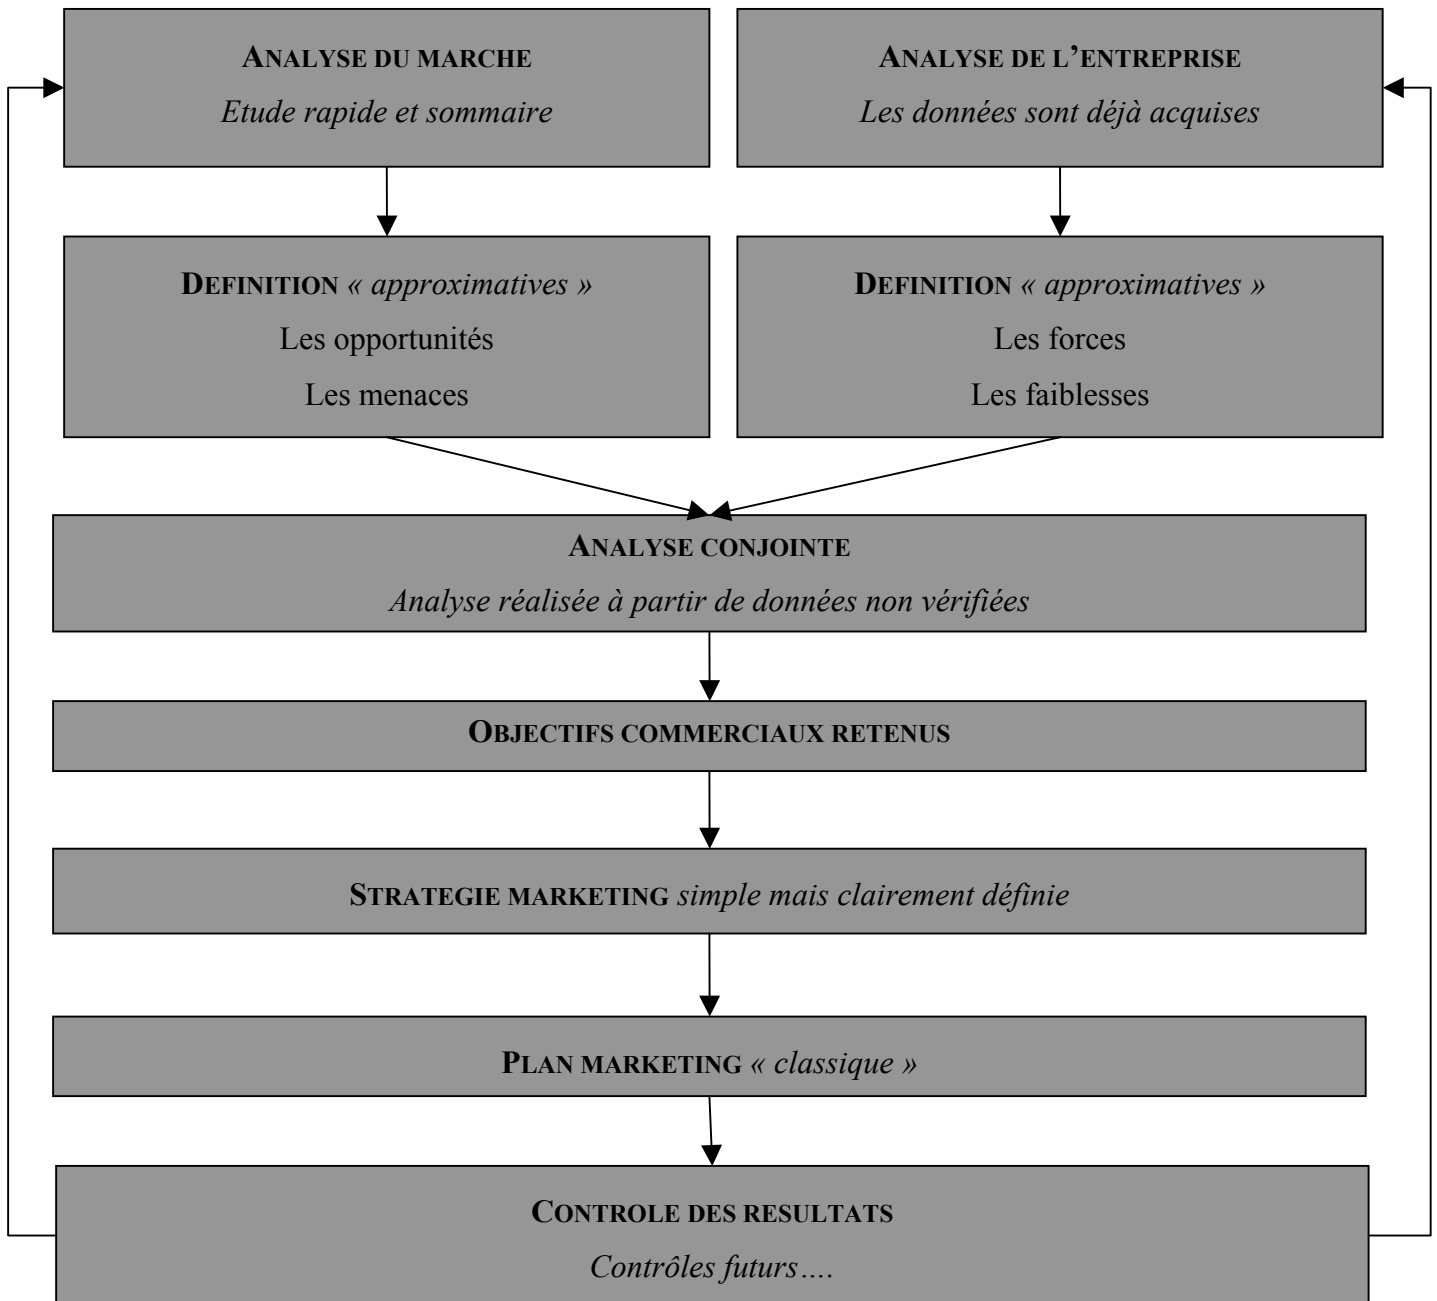 ANALYSE DU MARCHE
Etude rapide et sommaire
ANALYSE DE L’ENTREPRISE
Les données sont déjà acquises
DEFINITION « approximatives »
Les opportunités
Les menaces
DEFINITION « approximatives »
Les forces
Les faiblesses
ANALYSE CONJOINTE
Analyse réalisée à partir de données non vérifiées
OBJECTIFS COMMERCIAUX RETENUS
STRATEGIE MARKETING simple mais clairement définie
PLAN MARKETING « classique »
CONTROLE DES RESULTATS
Contrôles futurs….